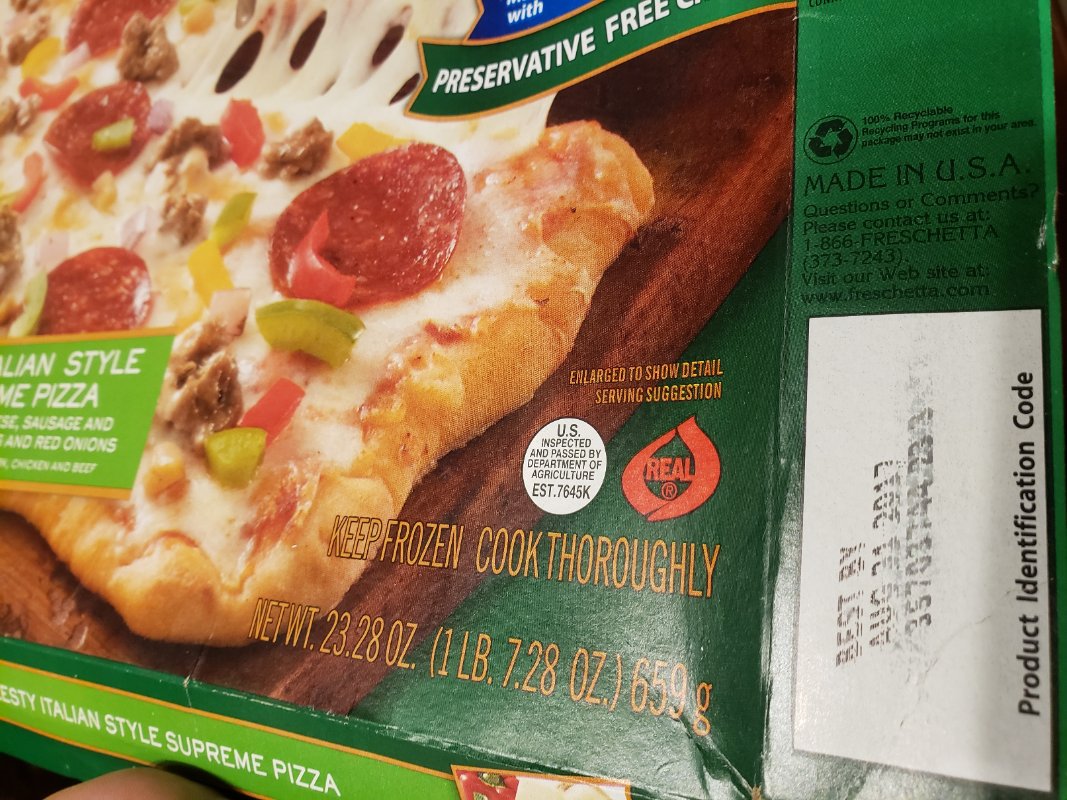 with
PRESERVATIVE FREE
100% Recyclable
Recycling Programs for this
package may not exist in your area.
MADE IN U.S.A.
Questions or Comments?
Please contact us at:
1-866-FRESCHETTA
(373-7243).
Visit our Web site at:
www.freschetta.com
ALIAN STYLE
ME PIZZA
SE, SAUSAGE AND
AND RED ONIONS
CHICKEN AND BEEF
ENLARGED TO SHOW DETAIL
SERVING SUGGESTION
U.S.
INSPECTED
AND PASSED BY
DEPARTMENT OF
AGRICULTURE
EST.7645K
REAL
®
KEEP FROZEN COOK THOROUGHLY
NET WT. 23.28 OZ. (1 LB. 7.28 OZ.) 659 g
ESTY ITALIAN STYLE SUPREME PIZZA
BEST BY
AUG 31 2017
Product Identification Code